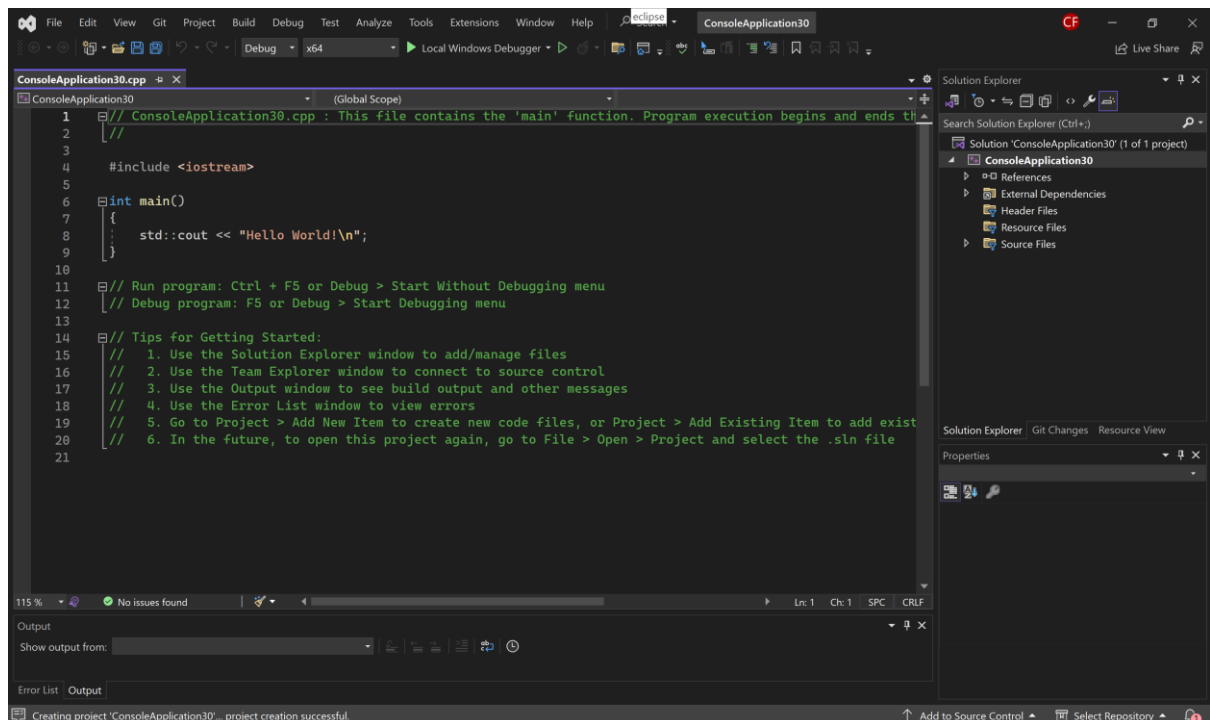 File Edit View Git Project Build Debug Test Analyze Tools Extensions Window Help eclipse ConsoleApplication30 CF
Debug x64 Local Windows Debugger Live Share
ConsoleApplication30.cpp
ConsoleApplication30 (Global Scope)
1 // ConsoleApplication30.cpp : This file contains the 'main' function. Program execution begins and ends th
2 //
3
4 #include <iostream>
5
6 int main()
7 {
8 std::cout << "Hello World!\n";
9 }
10
11 // Run program: Ctrl + F5 or Debug > Start Without Debugging menu
12 // Debug program: F5 or Debug > Start Debugging menu
13
14 // Tips for Getting Started:
15 // 1. Use the Solution Explorer window to add/manage files
16 // 2. Use the Team Explorer window to connect to source control
17 // 3. Use the Output window to see build output and other messages
18 // 4. Use the Error List window to view errors
19 // 5. Go to Project > Add New Item to create new code files, or Project > Add Existing Item to add exist
20 // 6. In the future, to open this project again, go to File > Open > Project and select the .sln file
21
115 % No issues found Ln: 1 Ch: 1 SPC CRLF
Output
Show output from:
Error List Output
Solution Explorer
Search Solution Explorer (Ctrl+;)
Solution 'ConsoleApplication30' (1 of 1 project)
ConsoleApplication30
References
External Dependencies
Header Files
Resource Files
Source Files
Solution Explorer Git Changes Resource View
Properties
Creating project 'ConsoleApplication30'... project creation successful. Add to Source Control Select Repository